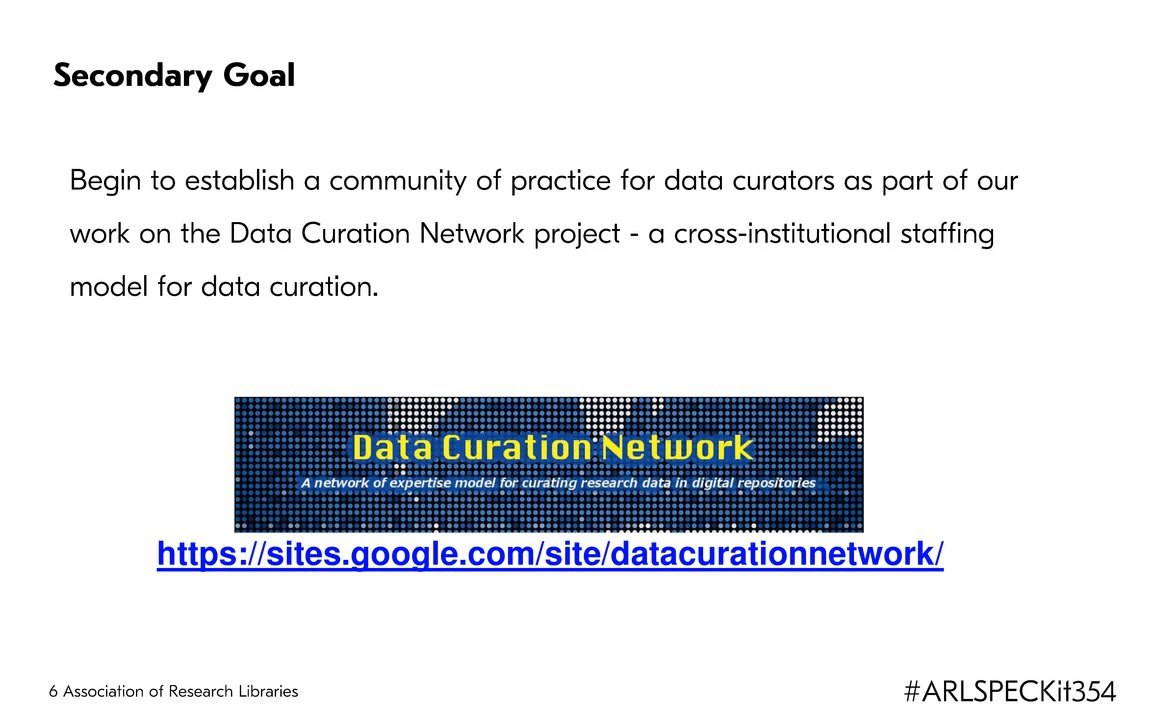 Secondary Goal
Begin to establish a community of practice for data curators as part of our
work on the Data Curation Network project - a cross-institutional staffing
model for data curation.
Data Curation Network
A network of expertise model for curating research data in digital repositories
https://sites.google.com/site/datacurationnetwork/
6 Association of Research Libraries
#ARLSPECKit354